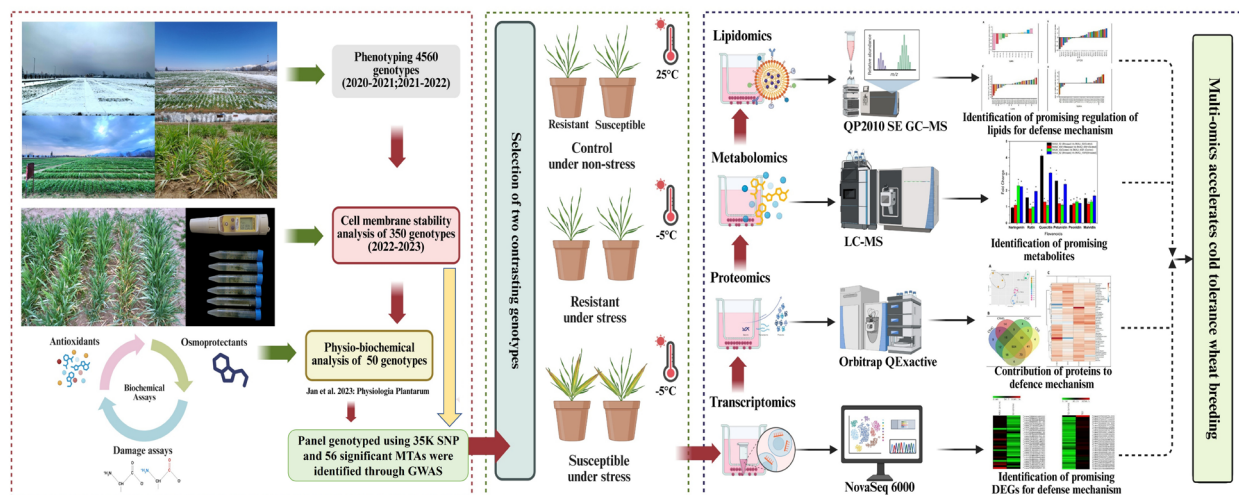 Phenotyping 4560
genotypes
(2020-2021;2021-2022)
Cell membrane stability
analysis of 350 genotypes
(2022-2023)
Antioxidants
Osmoprotectants
Biochemical
Assays
Damage assays
Physio-biochemical
analysis of 50 genotypes
Jan et al. 2023: Physiologia Plantarum
Panel genotyped using 35K SNP
and 56 significant MTAs were
identified through GWAS
Selection of two contrasting genotypes
25°C
Resistant Susceptible
Control
under non-stress
-5°C
Resistant
under stress
-5°C
Susceptible
under stress
Lipidomics
QP2010 SE GC–MS
Identification of promising regulation of
lipids for defense mechanism
Metabolomics
LC-MS
Fold Change
Flavonoids
Identification of promising
metabolites
Proteomics
Orbitrap QExactive
Contribution of proteins to
defence mechanism
Transcriptomics
NovaSeq 6000
Identification of promising
DEGs for defense mechanism
Multi-omics accelerates cold tolerance wheat breeding